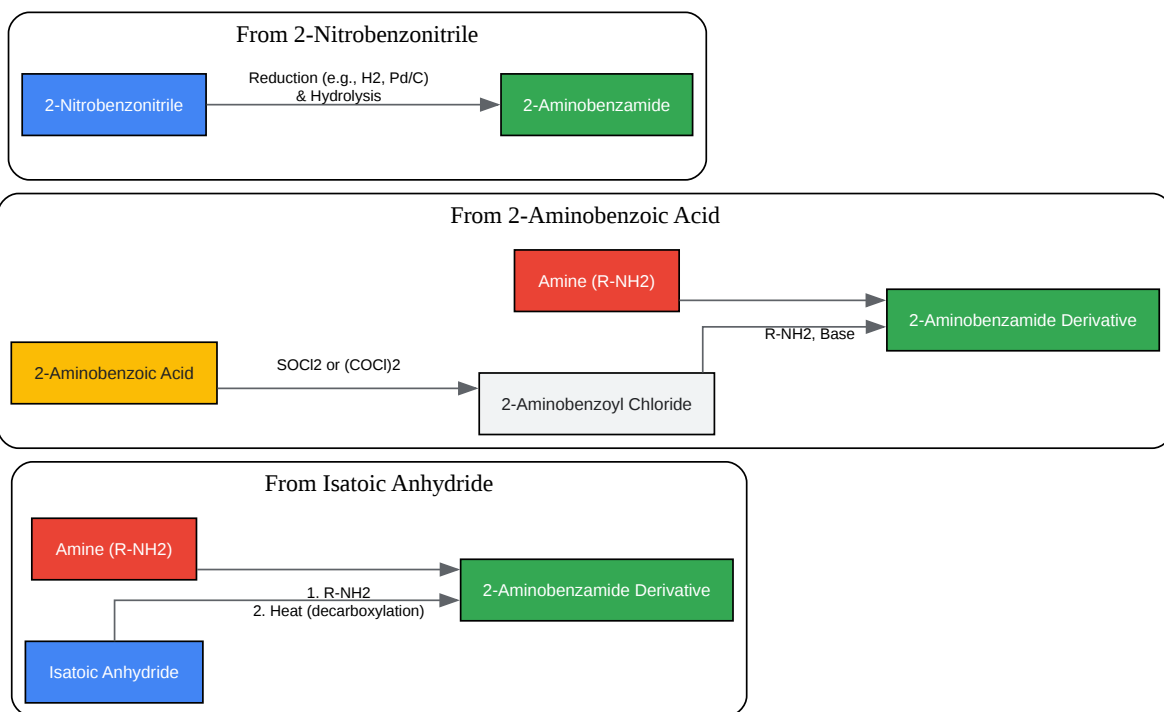 From 2-Nitrobenzonitrile
2-Nitrobenzonitrile
Reduction (e.g., H2, Pd/C)
& Hydrolysis
2-Aminobenzamide
From 2-Aminobenzoic Acid
Amine (R-NH2)
2-Aminobenzamide Derivative
R-NH2, Base
2-Aminobenzoic Acid
SOCl2 or (COCl)2
2-Aminobenzoyl Chloride
From Isatoic Anhydride
Amine (R-NH2)
2-Aminobenzamide Derivative
1. R-NH2
2. Heat (decarboxylation)
Isatoic Anhydride